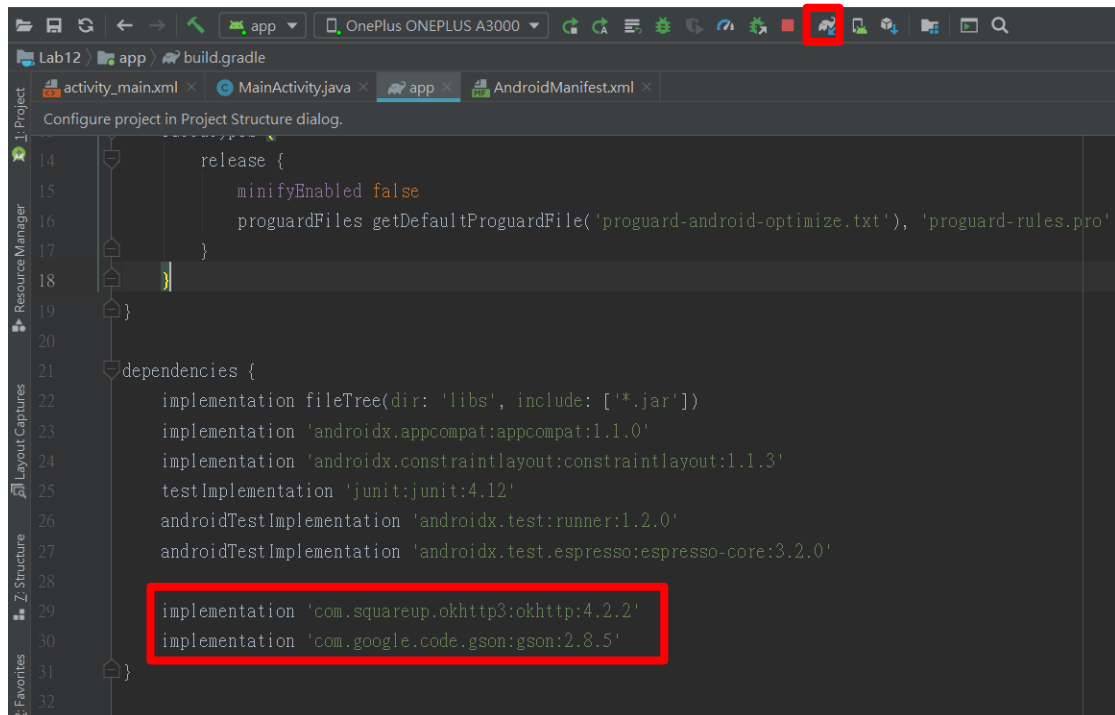 app
OnePlus ONEPLUS A3000
Lab12 app build.gradle
activity_main.xml MainActivity.java app AndroidManifest.xml
Configure project in Project Structure dialog.
14 release {
15 minifyEnabled false
16 proguardFiles getDefaultProguardFile('proguard-android-optimize.txt'), 'proguard-rules.pro'
17 }
18 }
19 }
20
21 dependencies {
22 implementation fileTree(dir: 'libs', include: ['*.jar'])
23 implementation 'androidx.appcompat:appcompat:1.1.0'
24 implementation 'androidx.constraintlayout:constraintlayout:1.1.3'
25 testImplementation 'junit:junit:4.12'
26 androidTestImplementation 'androidx.test:runner:1.2.0'
27 androidTestImplementation 'androidx.test.espresso:espresso-core:3.2.0'
28
29 implementation 'com.squareup.okhttp3:okhttp:4.2.2'
30 implementation 'com.google.code.gson:gson:2.8.5'
31 }
32
1: Project
Resource Manager
Layout Captures
Z: Structure
Favorites